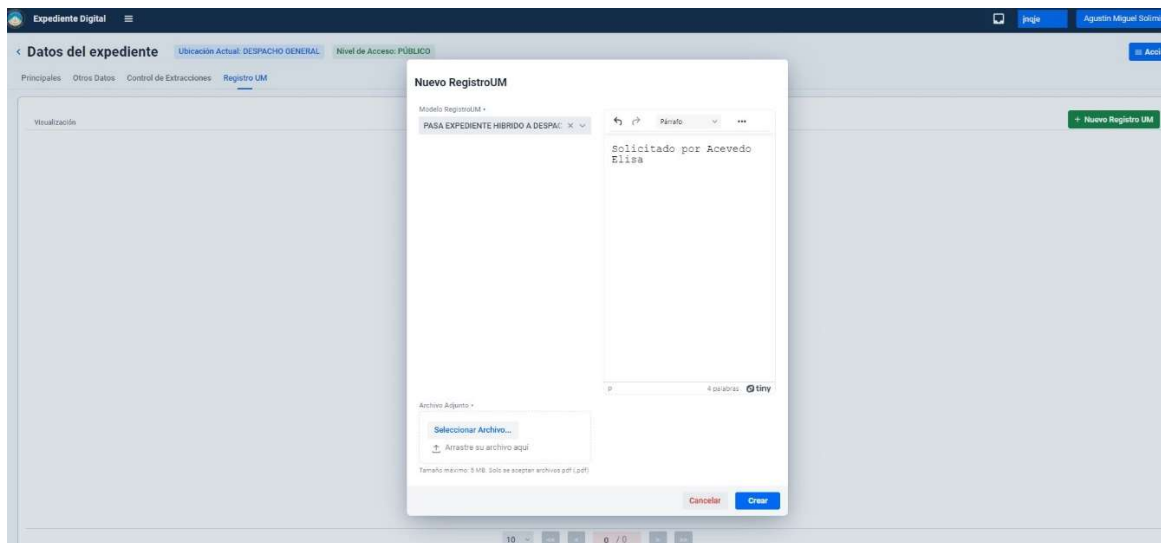 Expediente Digital
jnqje
Agustin Miguel Solimi
Datos del expediente
Ubicación Actual: DESPACHO GENERAL
Nivel de Acceso: PÚBLICO
Acci
Principales
Otros Datos
Control de Extracciones
Registro UM
Visualización
+ Nuevo Registro UM
Nuevo RegistroUM
Modelo RegistroUM •
PASA EXPEDIENTE HIBRIDO A DESPAC
Párrafo
Solicitado por Acevedo
Elisa
p
4 palabras
tiny
Archivo Adjunto •
Seleccionar Archivo...
Arrastre su archivo aquí
Tamaño máximo: 5 MB. Solo se aceptan archivos pdf (.pdf)
Cancelar
Crear
10
0 / 0